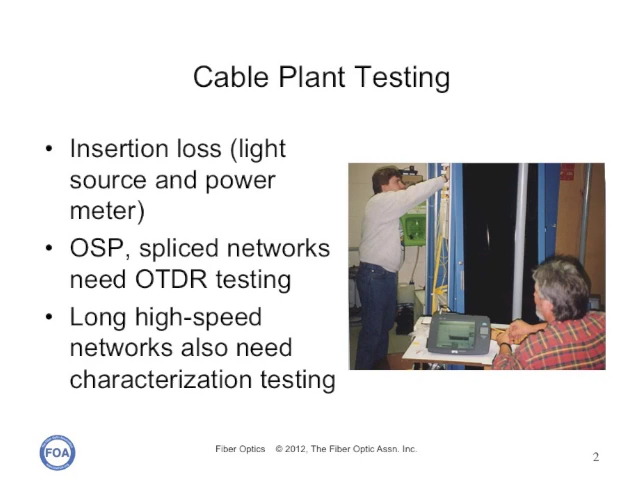 Cable Plant Testing
• Insertion loss (light
source and power
meter)
• OSP, spliced networks
need OTDR testing
• Long high-speed
networks also need
characterization testing
FOA
Fiber Optics © 2012, The Fiber Optic Assn. Inc.
2